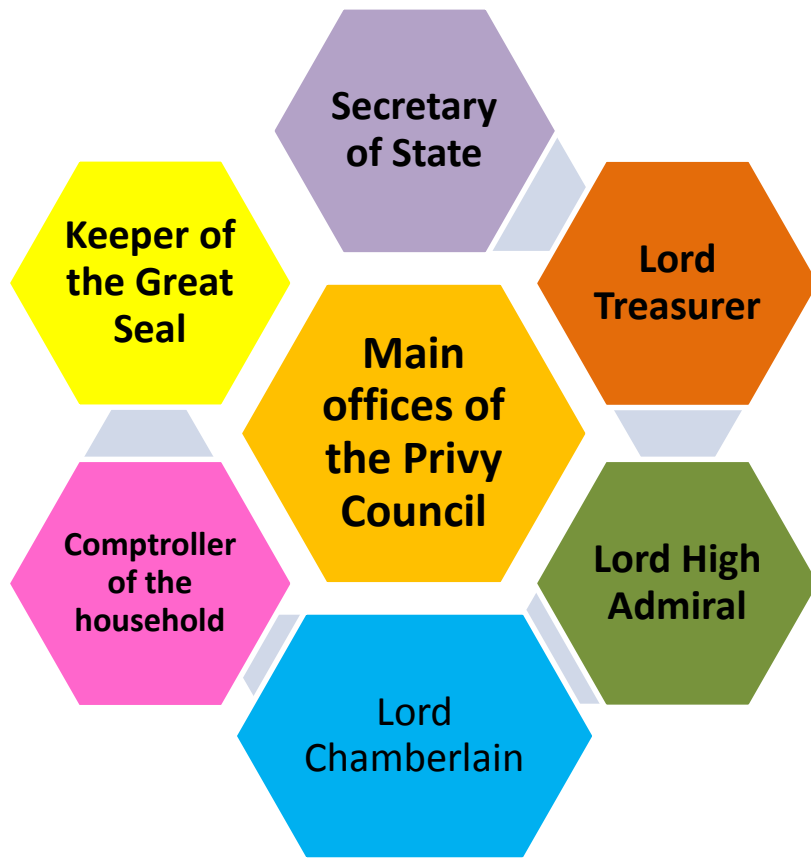 Secretary
of State
Keeper of
the Great
Seal
Lord
Treasurer
Main
offices of
the Privy
Council
Comptroller
of the
household
Lord High
Admiral
Lord
Chamberlain